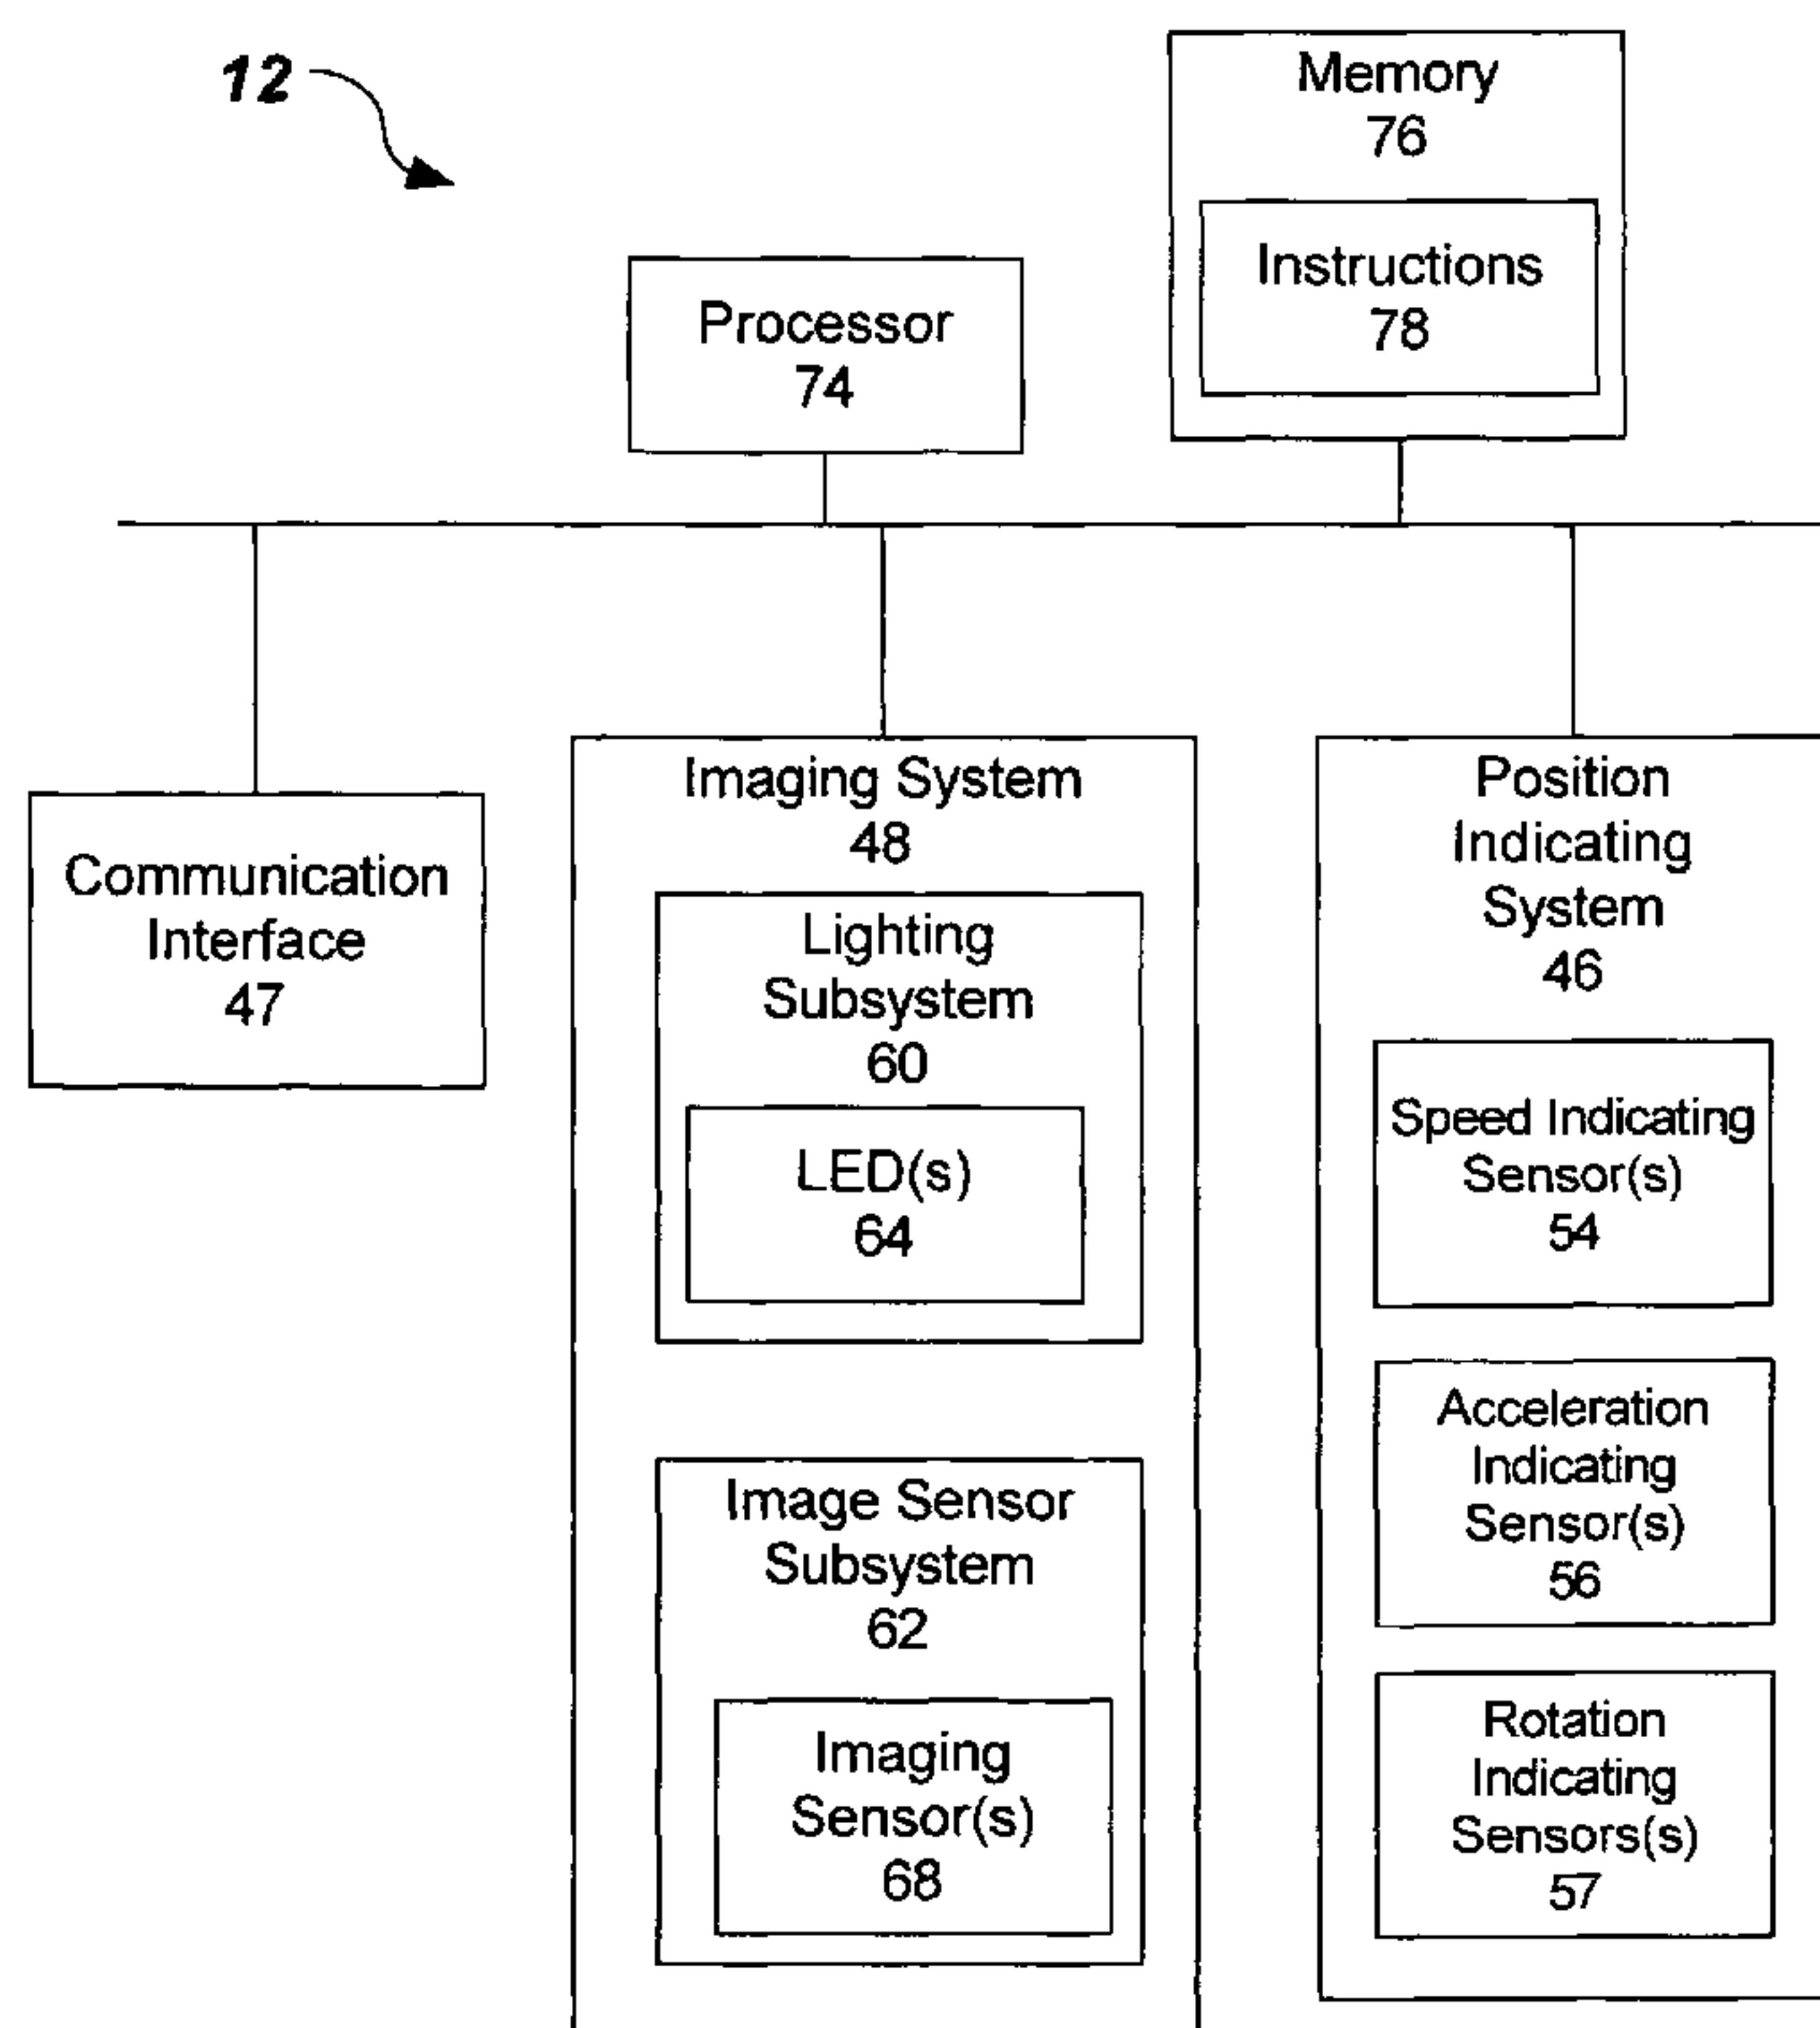 12
Memory
76
Instructions
78
Processor
74
Communication
Interface
47
Imaging System
48
Lighting
Subsystem
60
LED(s)
64
Image Sensor
Subsystem
62
Imaging
Sensor(s)
68
Position
Indicating
System
46
Speed Indicating
Sensor(s)
54
Acceleration
Indicating
Sensor(s)
56
Rotation
Indicating
Sensors(s)
57